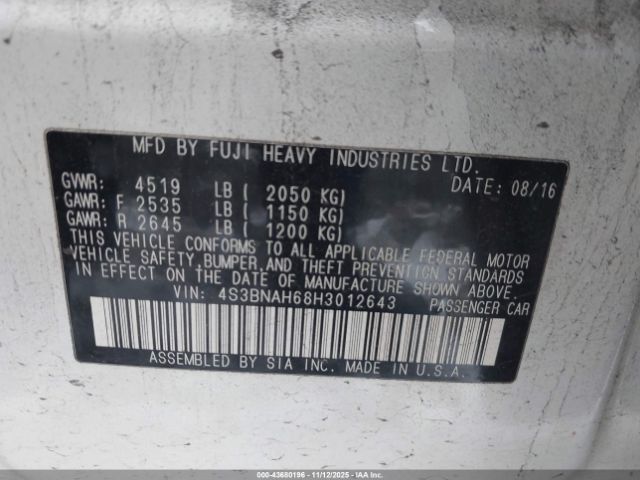 MFD BY FUJI HEAVY INDUSTRIES LTD.
GVWR: 4519 LB ( 2050 KG) DATE: 08/16
GAWR: F 2535 LB ( 1150 KG)
GAWR: R 2645 LB ( 1200 KG)
THIS VEHICLE CONFORMS TO ALL APPLICABLE FEDERAL MOTOR
VEHICLE SAFETY, BUMPER, AND THEFT PREVENTION STANDARDS
IN EFFECT ON THE DATE OF MANUFACTURE SHOWN ABOVE.
VIN: 4S3BNAH68H3012643 PASSENGER CAR
ASSEMBLED BY SIA INC. MADE IN U.S.A.
000-43680196 - 11/12/2025 - IAA